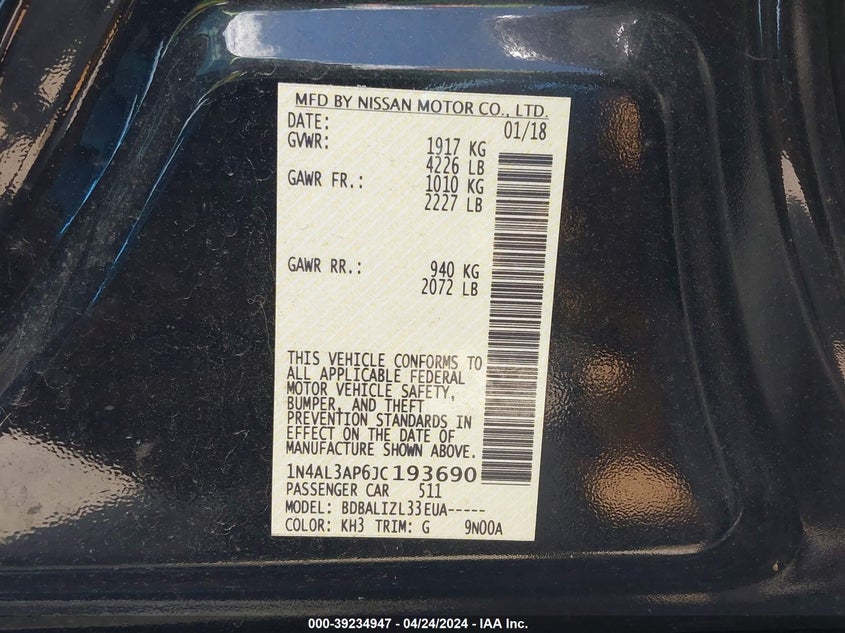 MFD BY NISSAN MOTOR CO., LTD.
DATE: 01/18
GVWR: 1917 KG
4226 LB
GAWR FR.: 1010 KG
2227 LB
GAWR RR.: 940 KG
2072 LB
THIS VEHICLE CONFORMS TO
ALL APPLICABLE FEDERAL
MOTOR VEHICLE SAFETY,
BUMPER, AND THEFT
PREVENTION STANDARDS IN
EFFECT ON THE DATE OF
MANUFACTURE SHOWN ABOVE.
1N4AL3AP6JC193690
PASSENGER CAR 511
MODEL: BDBALIZL33EUA-----
COLOR: KH3 TRIM: G 9N00A
000-39234947 - 04/24/2024 - IAA Inc.